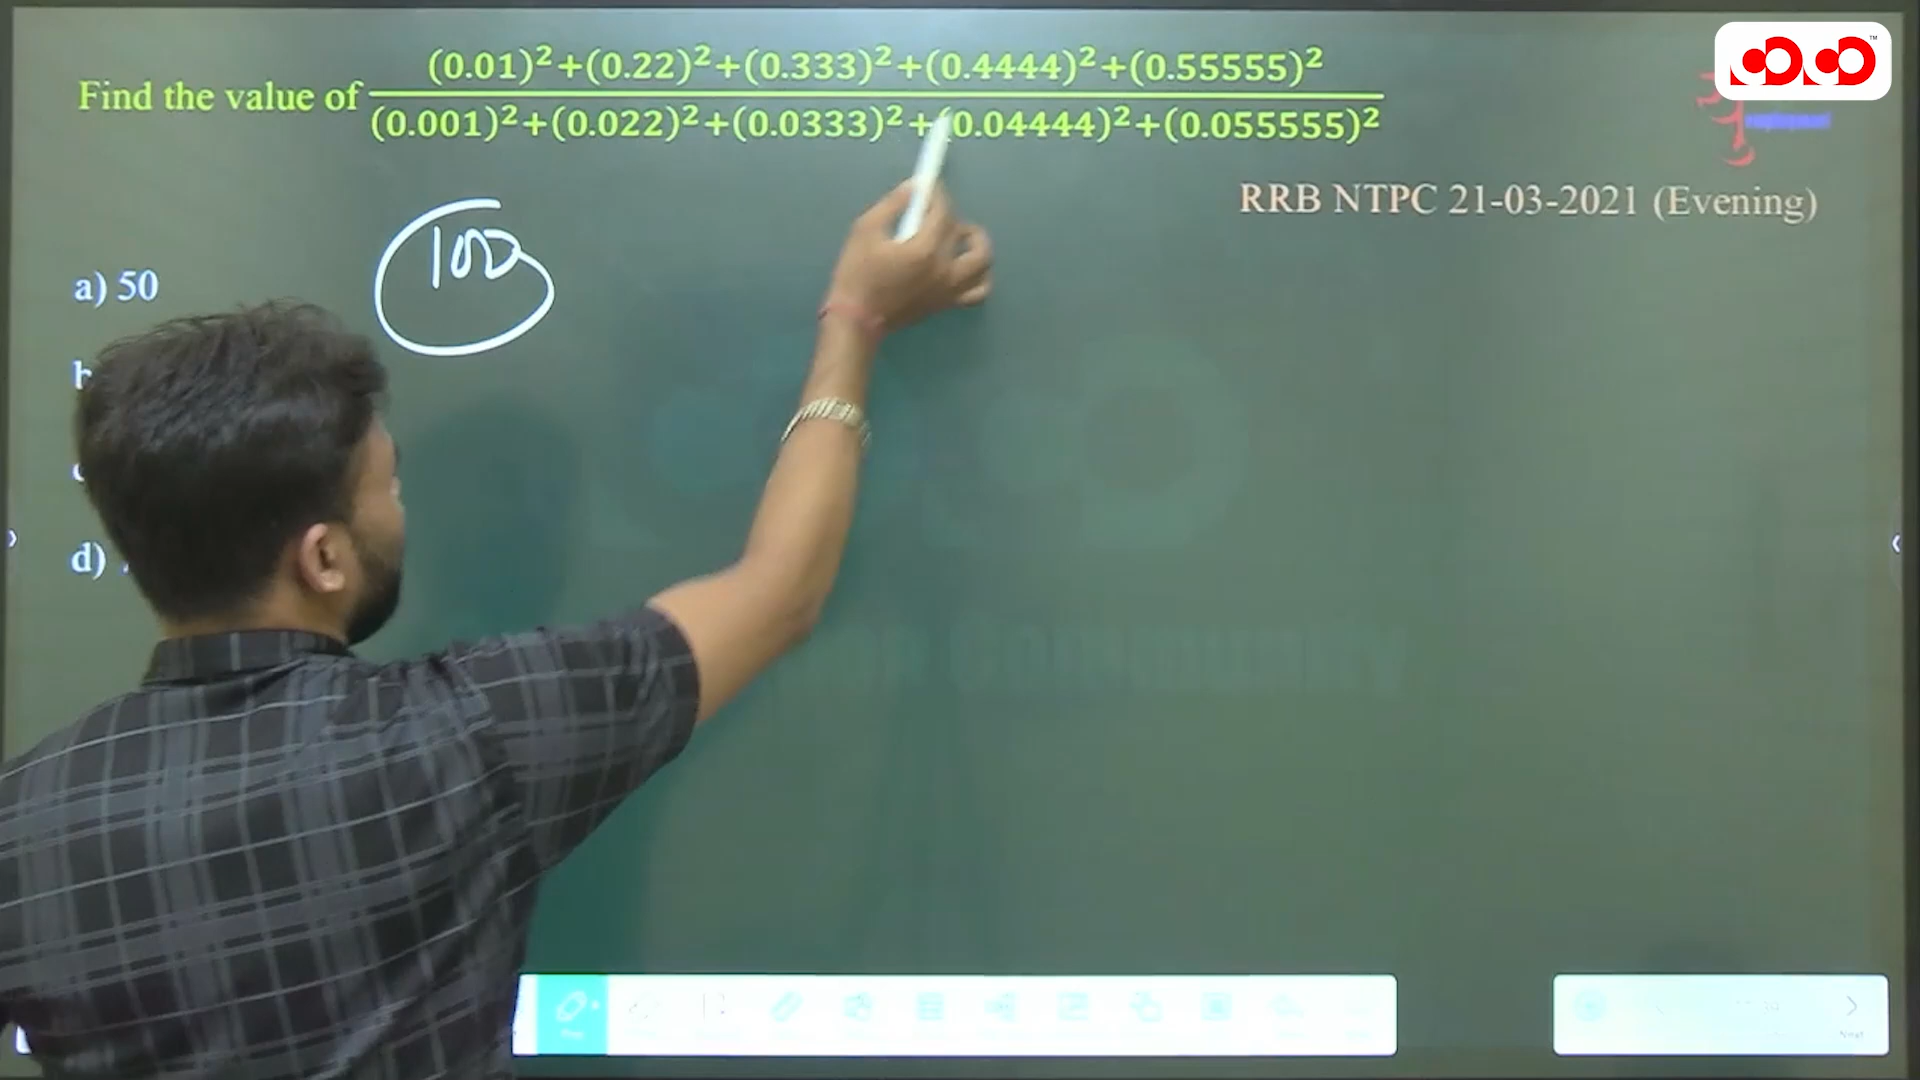 Find the value of (0.01)²+(0.22)²+(0.333)²+(0.4444)²+(0.55555)²
(0.001)²+(0.022)²+(0.0333)²+(0.04444)²+(0.055555)²
RRB NTPC 21-03-2021 (Evening)
100
a) 50
d)
Next